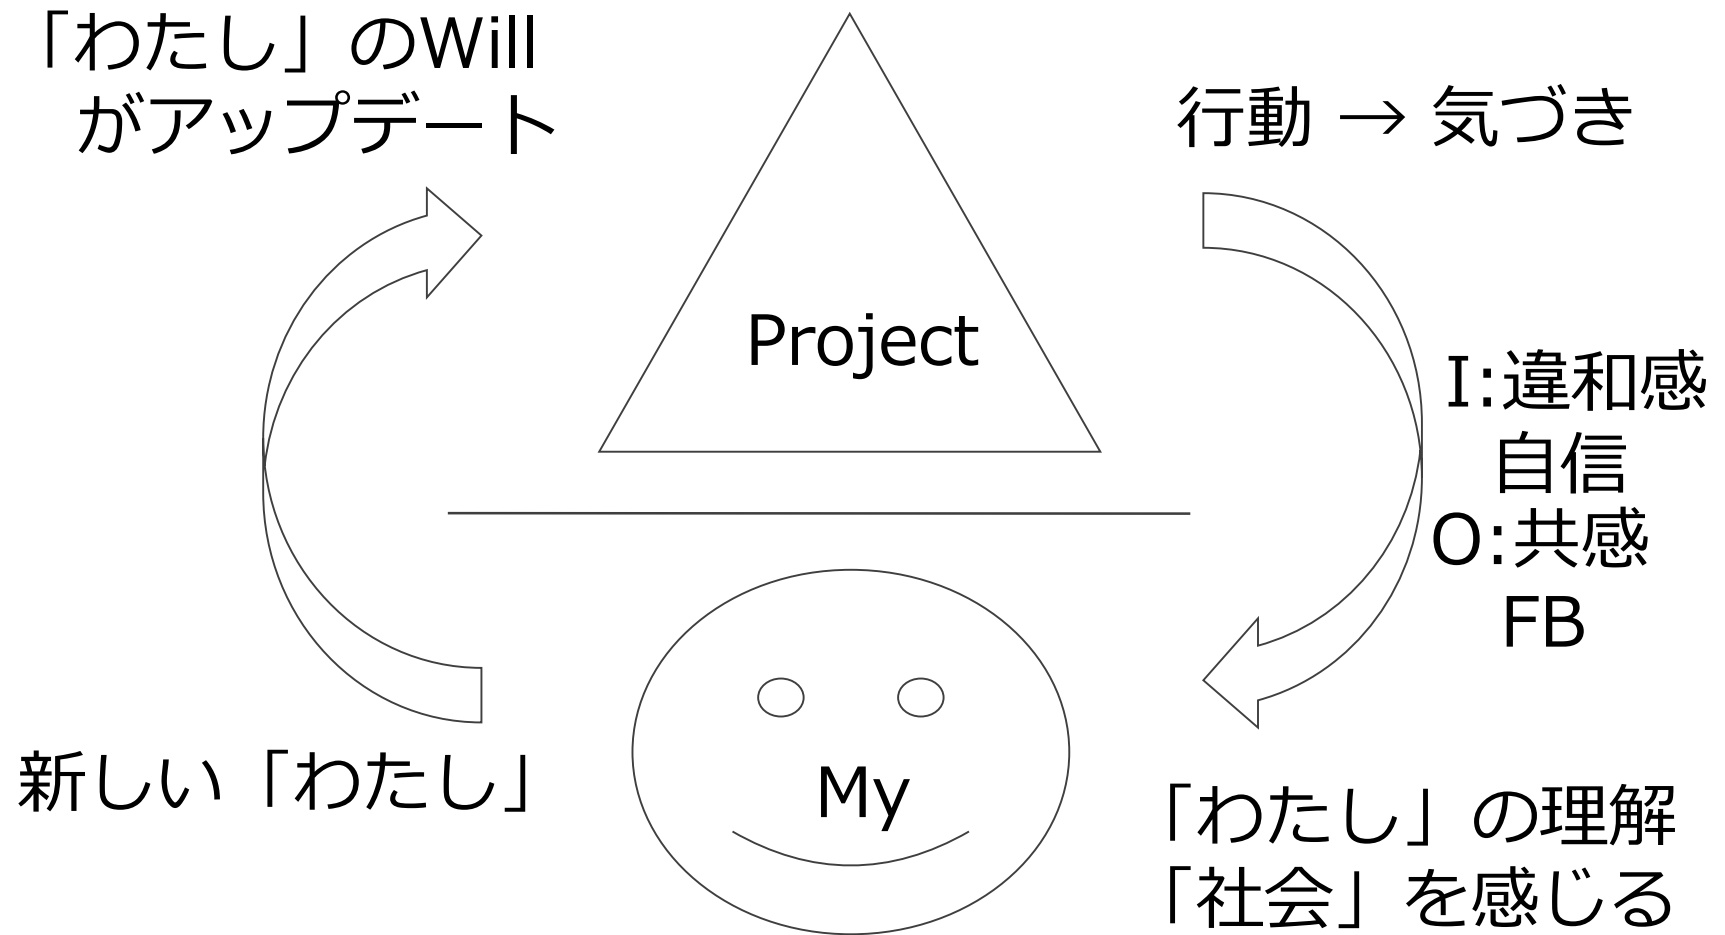 「わたし」のWill
がアップデート
行動 → 気づき
Project
I:違和感
自信
O:共感
FB
My
新しい「わたし」
「わたし」の理解
「社会」を感じる